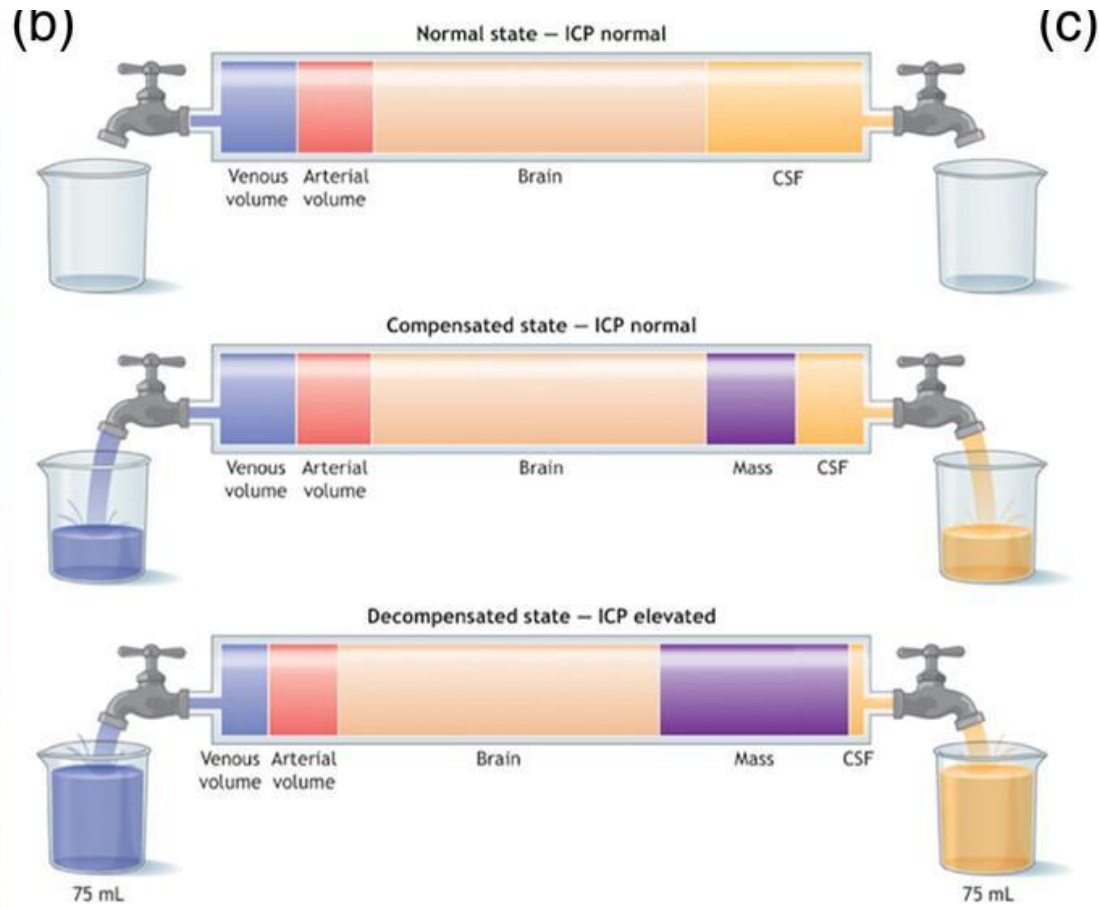 (b)
(c)
Normal state — ICP normal
Venous Arterial Brain CSF
volume volume
Compensated state — ICP normal
Venous Arterial Brain Mass CSF
volume volume
Decompensated state — ICP elevated
Venous Arterial Brain Mass CSF
volume volume
75 mL
75 mL